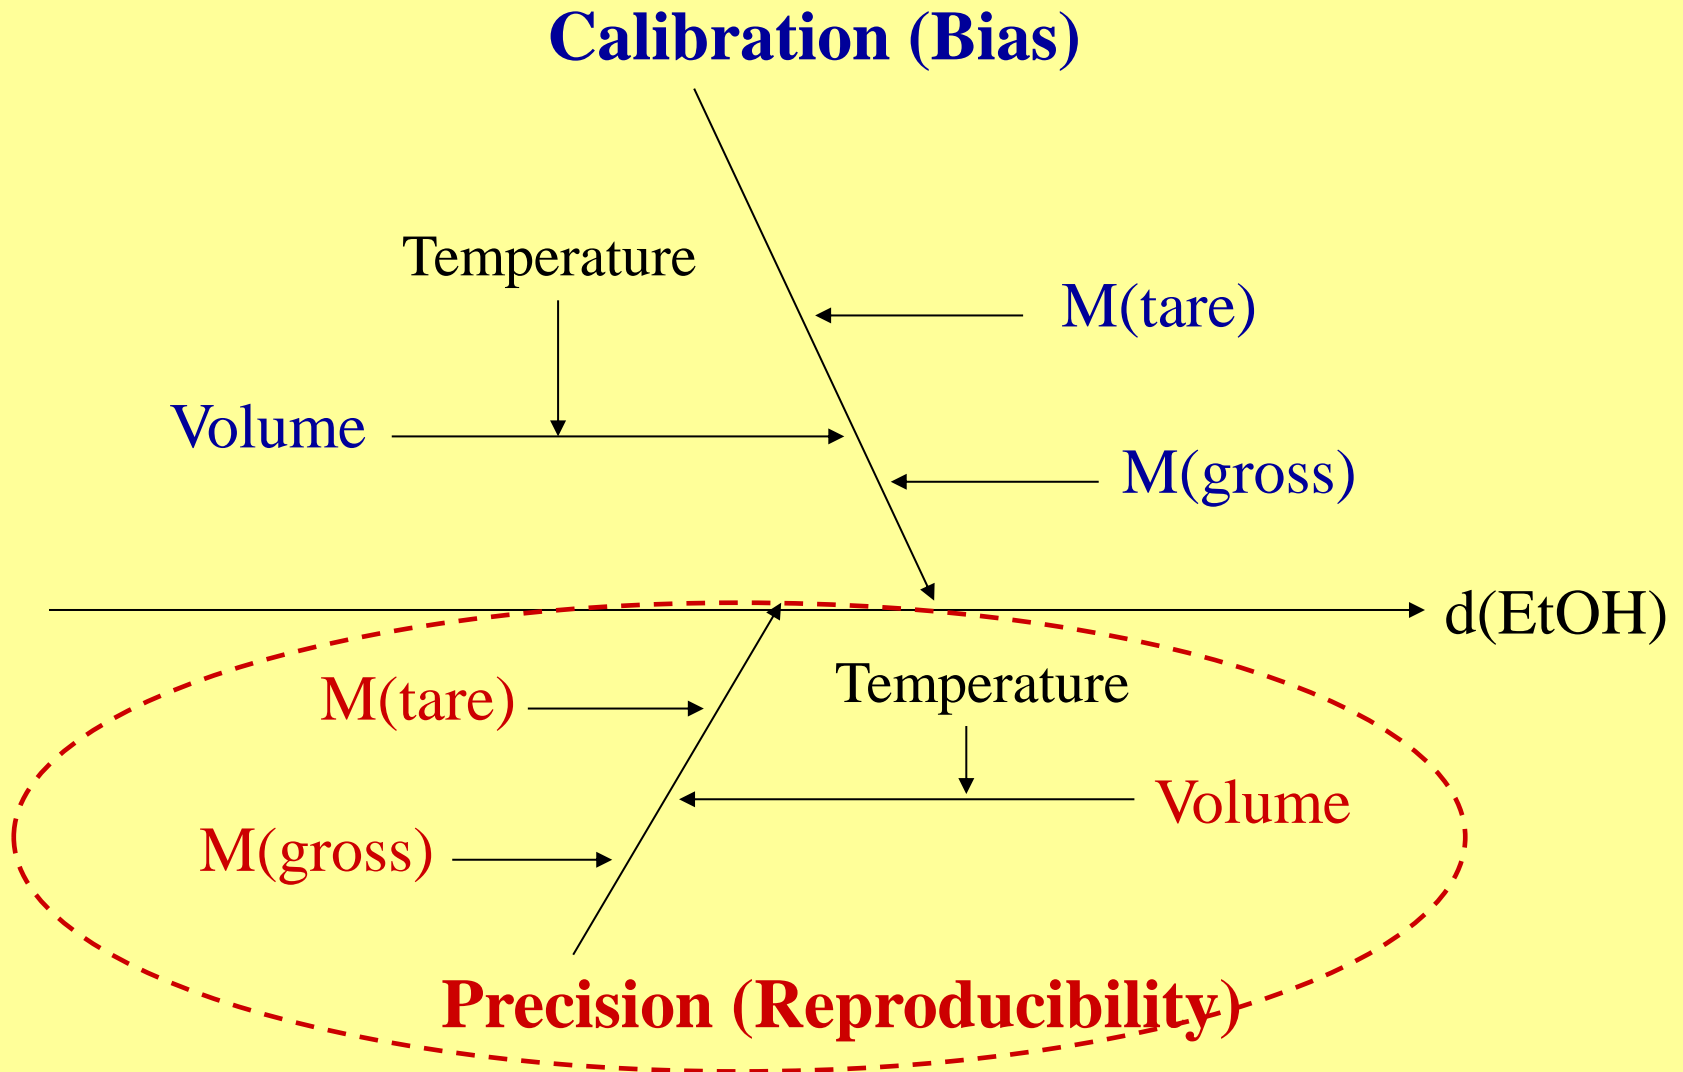 Calibration (Bias)
Temperature
M(tare)
Volume
M(gross)
d(EtOH)
M(tare)
Temperature
Volume
M(gross)
Precision (Reproducibility)